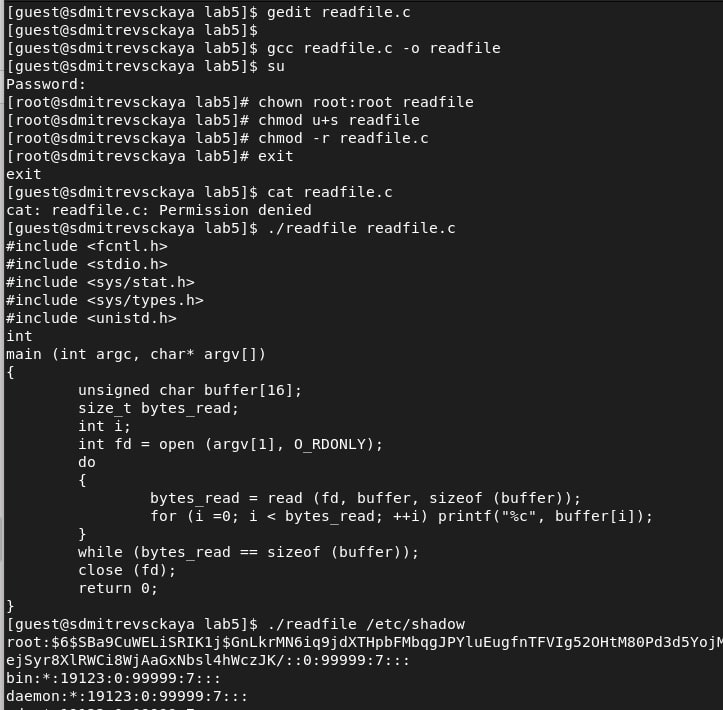 [guest@sdmitrevsckaya lab5]$ gedit readfile.c
[guest@sdmitrevsckaya lab5]$
[guest@sdmitrevsckaya lab5]$ gcc readfile.c -o readfile
[guest@sdmitrevsckaya lab5]$ su
Password:
[root@sdmitrevsckaya lab5]# chown root:root readfile
[root@sdmitrevsckaya lab5]# chmod u+s readfile
[root@sdmitrevsckaya lab5]# chmod -r readfile.c
[root@sdmitrevsckaya lab5]# exit
exit
[guest@sdmitrevsckaya lab5]$ cat readfile.c
cat: readfile.c: Permission denied
[guest@sdmitrevsckaya lab5]$ ./readfile readfile.c
#include <fcntl.h>
#include <stdio.h>
#include <sys/stat.h>
#include <sys/types.h>
#include <unistd.h>
int
main (int argc, char* argv[])
{
        unsigned char buffer[16];
        size_t bytes_read;
        int i;
        int fd = open (argv[1], O_RDONLY);
        do
        {
                bytes_read = read (fd, buffer, sizeof (buffer));
                for (i =0; i < bytes_read; ++i) printf("%c", buffer[i]);
        }
        while (bytes_read == sizeof (buffer));
        close (fd);
        return 0;
}
[guest@sdmitrevsckaya lab5]$ ./readfile /etc/shadow
root:$6$SBa9CuWELiSRIK1j$GnLkrMN6iq9jdXTHpbFMbqgJPYluEugfnTFVIg52OHtM80Pd3d5YojM
ejSyr8XlRWCi8WjAaGxNbsl4hWczJK/::0:99999:7:::
bin:*:19123:0:99999:7:::
daemon:*:19123:0:99999:7:::